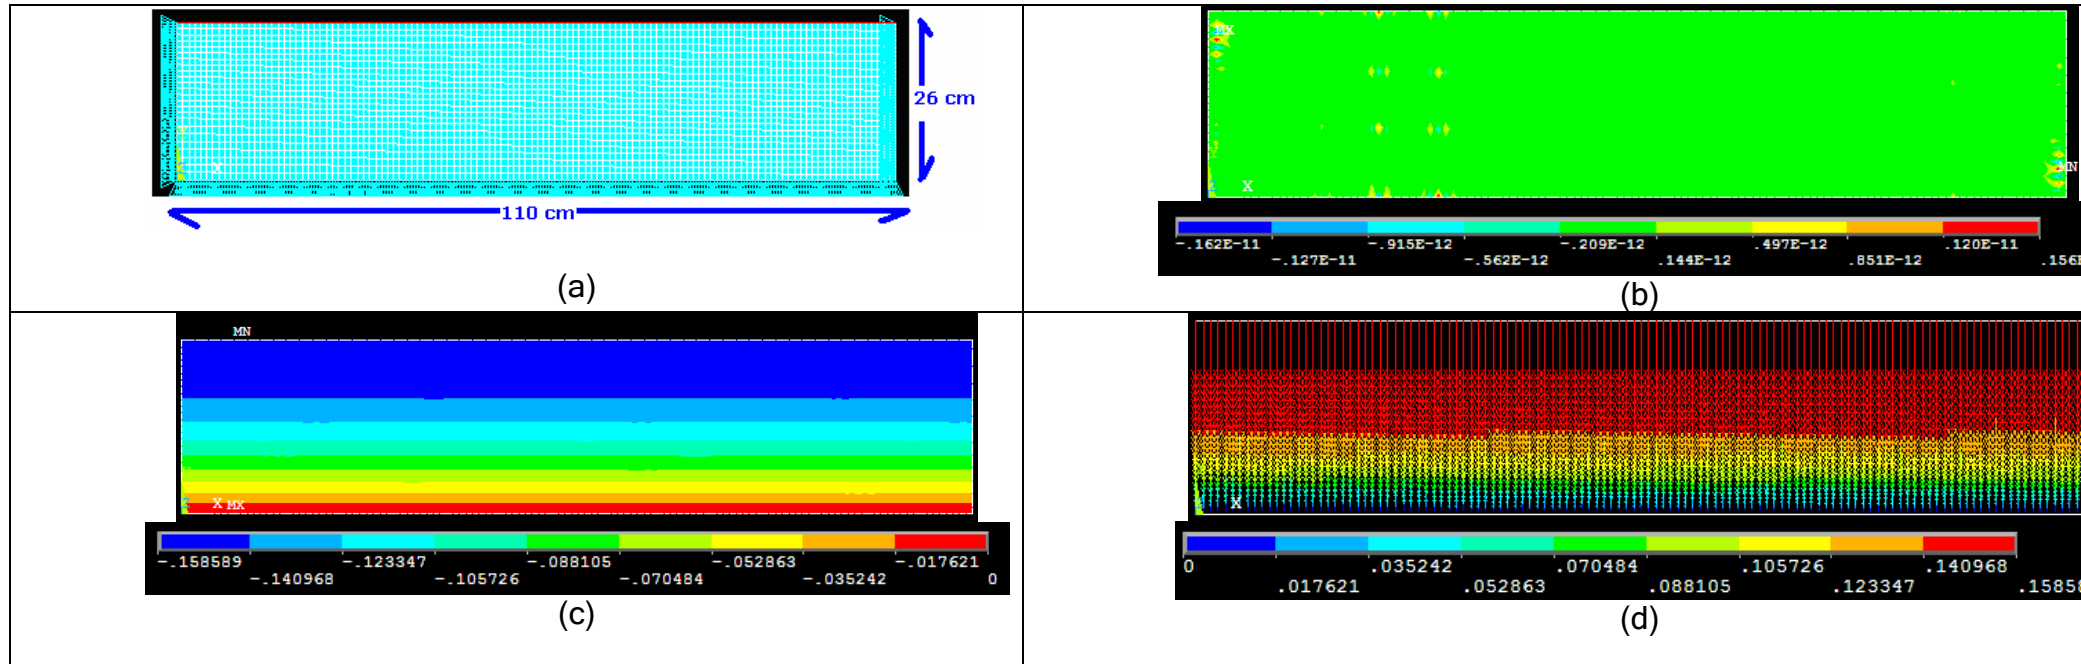 26 cm
X
110 cm
(a)
MX
MN
X
-.162E-11 -.915E-12 -.209E-12 .497E-12 .120E-11
-.127E-11 -.562E-12 .144E-12 .851E-12
(b)
MN
X MX
-.158589 -.123347 -.088105 -.052863 -.017621
-.140968 -.105726 -.070484 -.035242 0
(c)
X
0 .035242 .070484 .105726 .140968
.017621 .052863 .088105 .123347
(d)